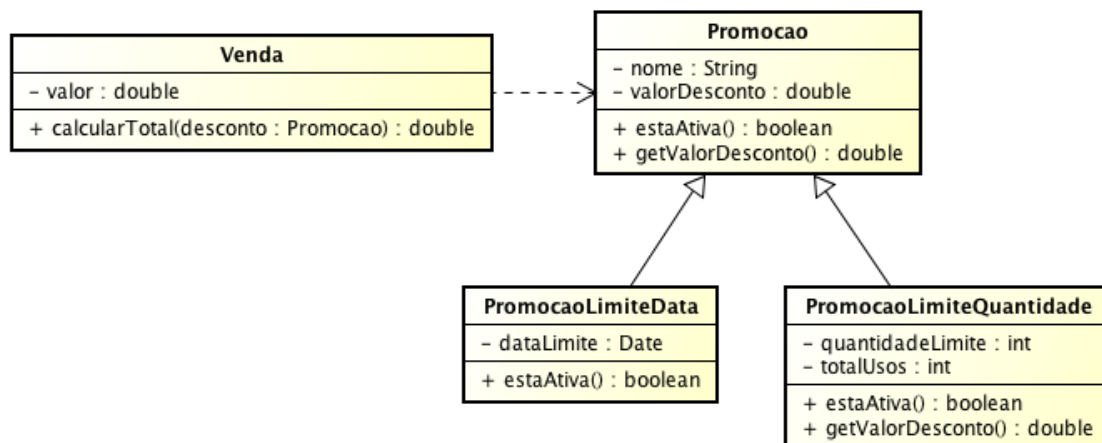 Venda
- valor : double
+ calcularTotal(desconto : Promocao) : double
Promocao
- nome : String
- valorDesconto : double
+ estaAtiva() : boolean
+ getValorDesconto() : double
PromocaoLimiteData
- dataLimite : Date
+ estaAtiva() : boolean
PromocaoLimiteQuantidade
- quantidadeLimite : int
- totalUsos : int
+ estaAtiva() : boolean
+ getValorDesconto() : double